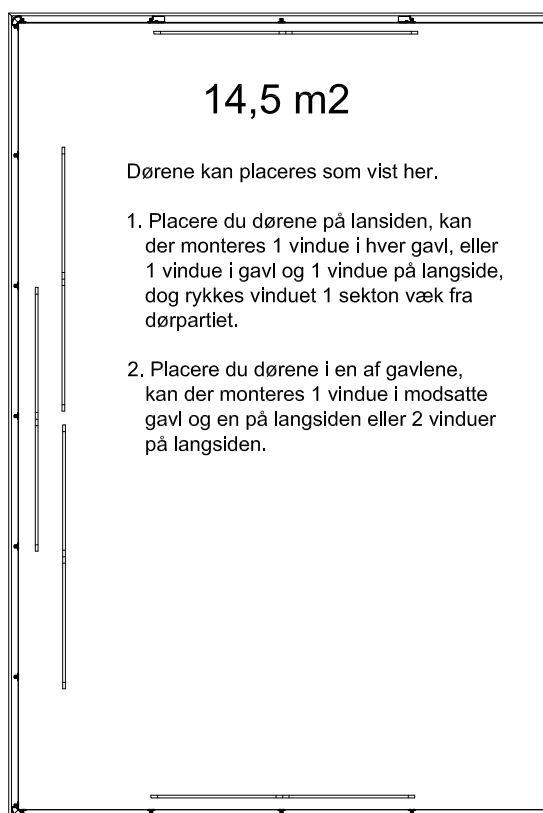 14,5 m2
Dørene kan placeres som vist her.
1. Placere du dørene på lansiden, kan
der monteres 1 vindue i hver gavl, eller
1 vindue i gavl og 1 vindue på langside,
dog rykkes vinduet 1 sekton væk fra
dørpartiet.
2. Placere du dørene i en af gavlene,
kan der monteres 1 vindue i modsatte
gavl og en på langsiden eller 2 vinduer
på langsiden.